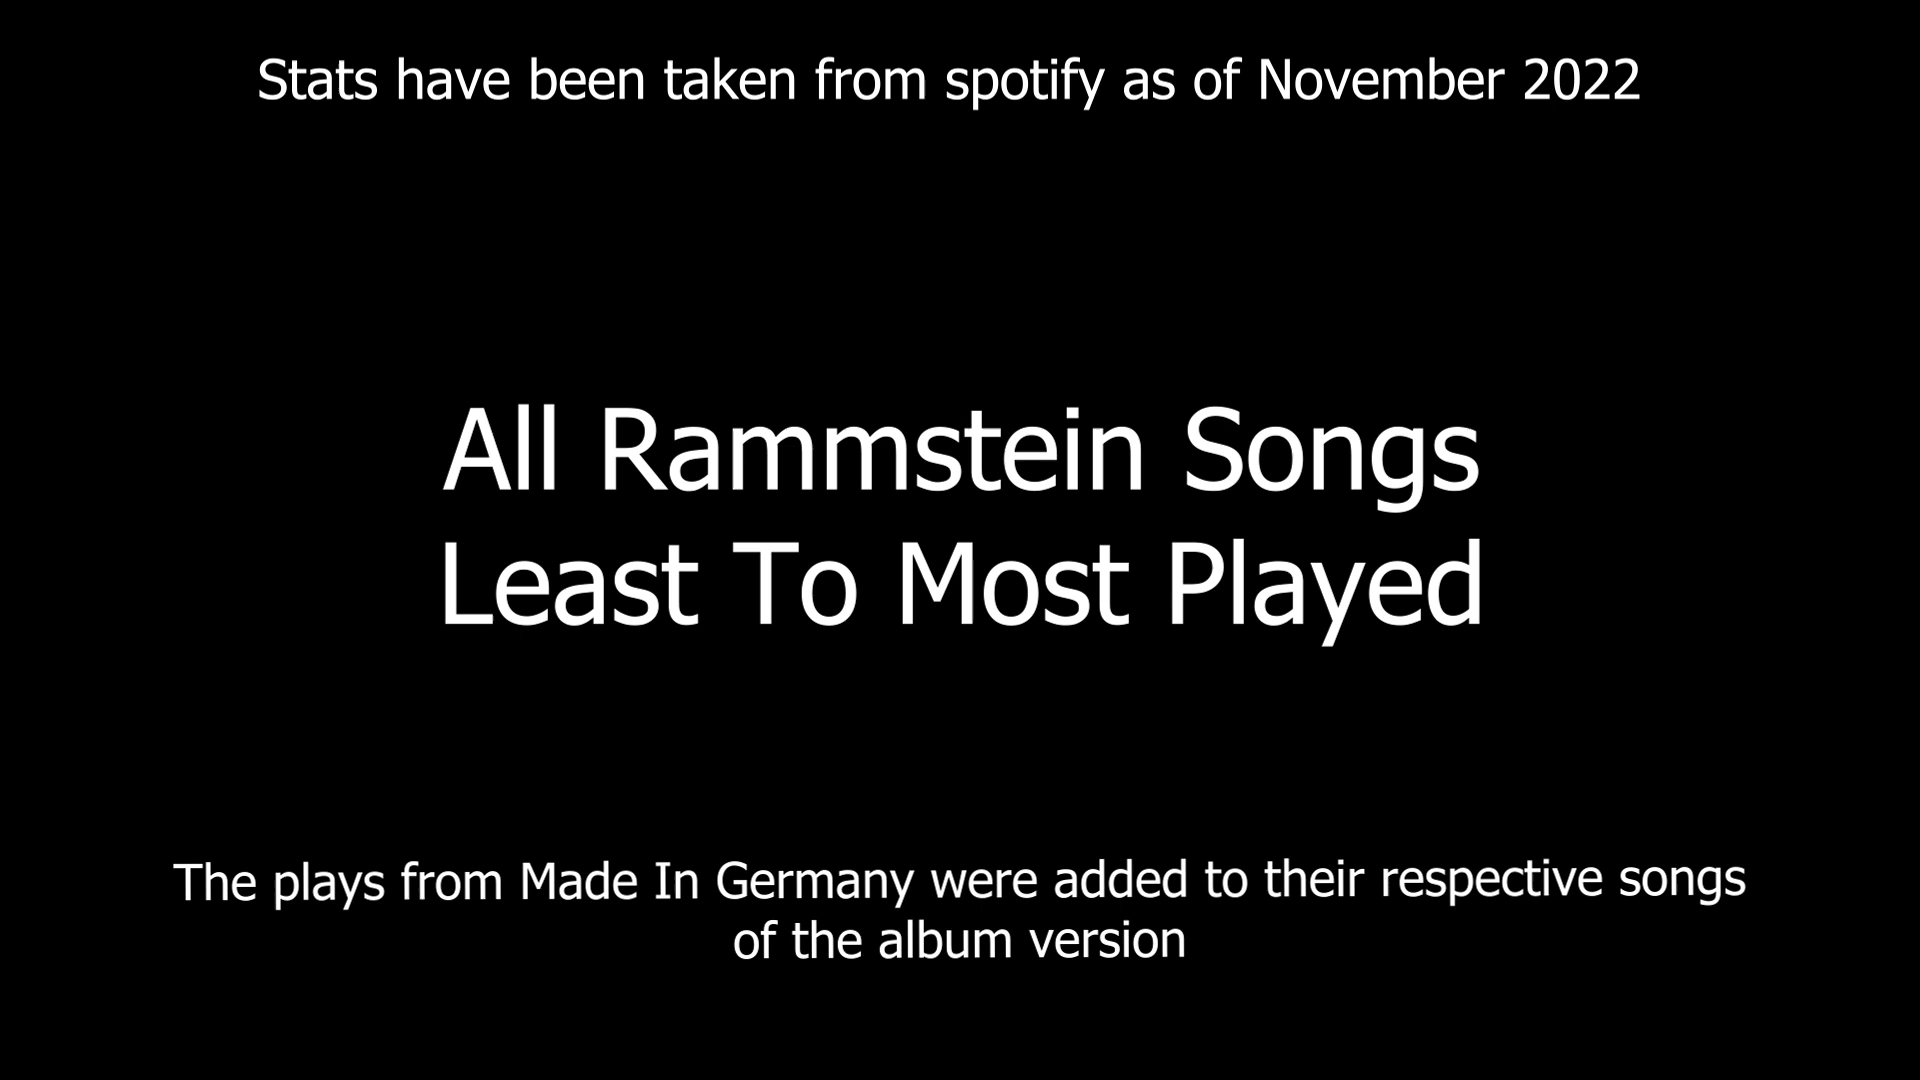 Stats have been taken from spotify as of November 2022
All Rammstein Songs
Least To Most Played
The plays from Made In Germany were added to their respective songs
of the album version